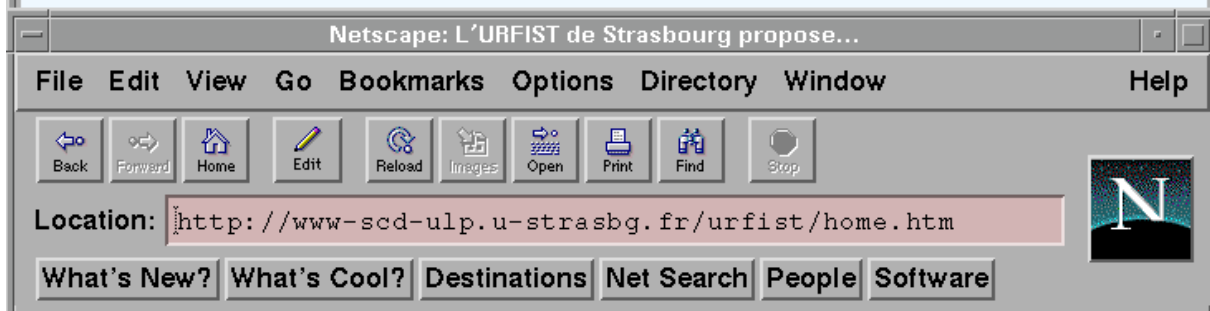 Netscape: L'URFIST de Strasbourg propose...
File Edit View Go Bookmarks Options Directory Window Help
Back Forward Home Edit Reload Images Open Print Find Stop
N
Location: http://www-scd-ulp.u-strasbg.fr/urfist/home.htm
What's New? What's Cool? Destinations Net Search People Software